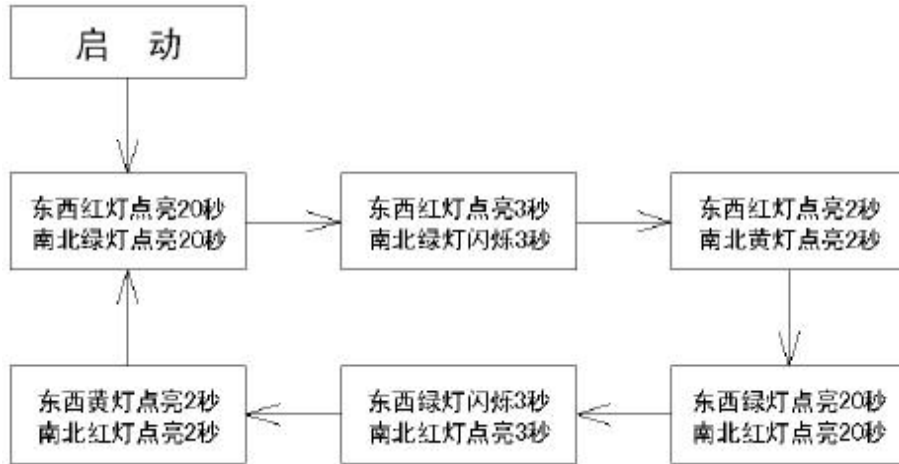 启 动
东西红灯点亮20秒
南北绿灯点亮20秒
东西红灯点亮3秒
南北绿灯闪烁3秒
东西红灯点亮2秒
南北黄灯点亮2秒
东西黄灯点亮2秒
南北红灯点亮2秒
东西绿灯闪烁3秒
南北红灯点亮3秒
东西绿灯点亮20秒
南北红灯点亮20秒